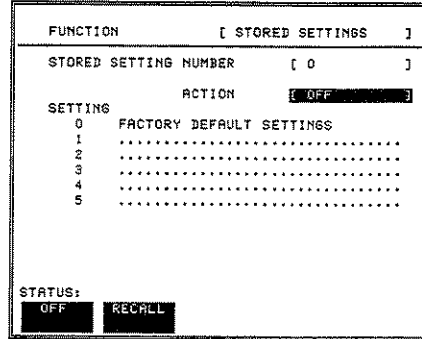 FUNCTION [ STORED SETTINGS ]
STORED SETTING NUMBER [ 0 ]
ACTION [ OFF ]
SETTING
0 FACTORY DEFAULT SETTINGS
1 ................................
2 ................................
3 ................................
4 ................................
5 ................................
STATUS:
OFF RECALL